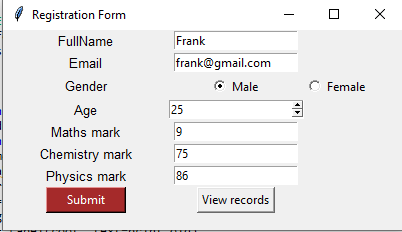 Registration Form
FullName Frank
Email frank@gmail.com
Gender Male Female
Age 25
Maths mark 9
Chemistry mark 75
Physics mark 86
Submit View records